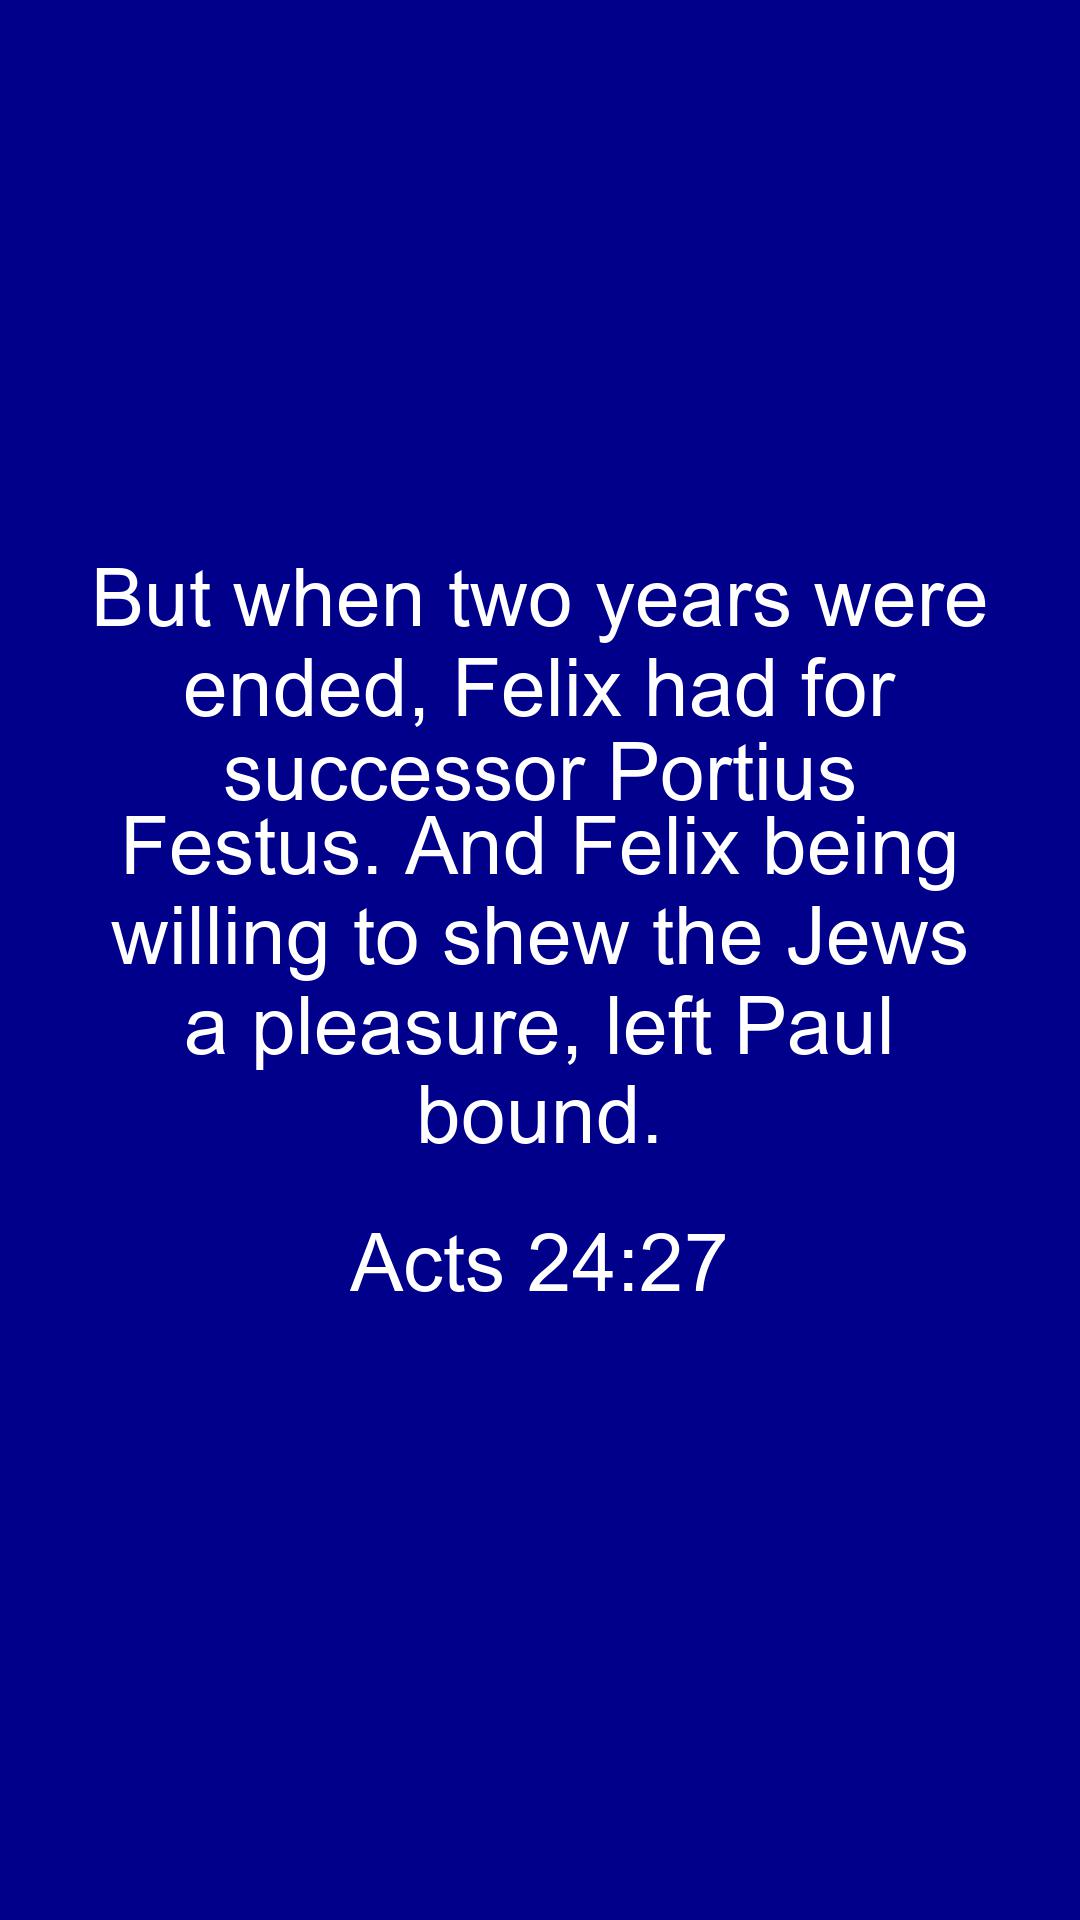 But when two years were
ended, Felix had for
successor Portius
Festus. And Felix being
willing to shew the Jews
a pleasure, left Paul
bound.
Acts 24:27